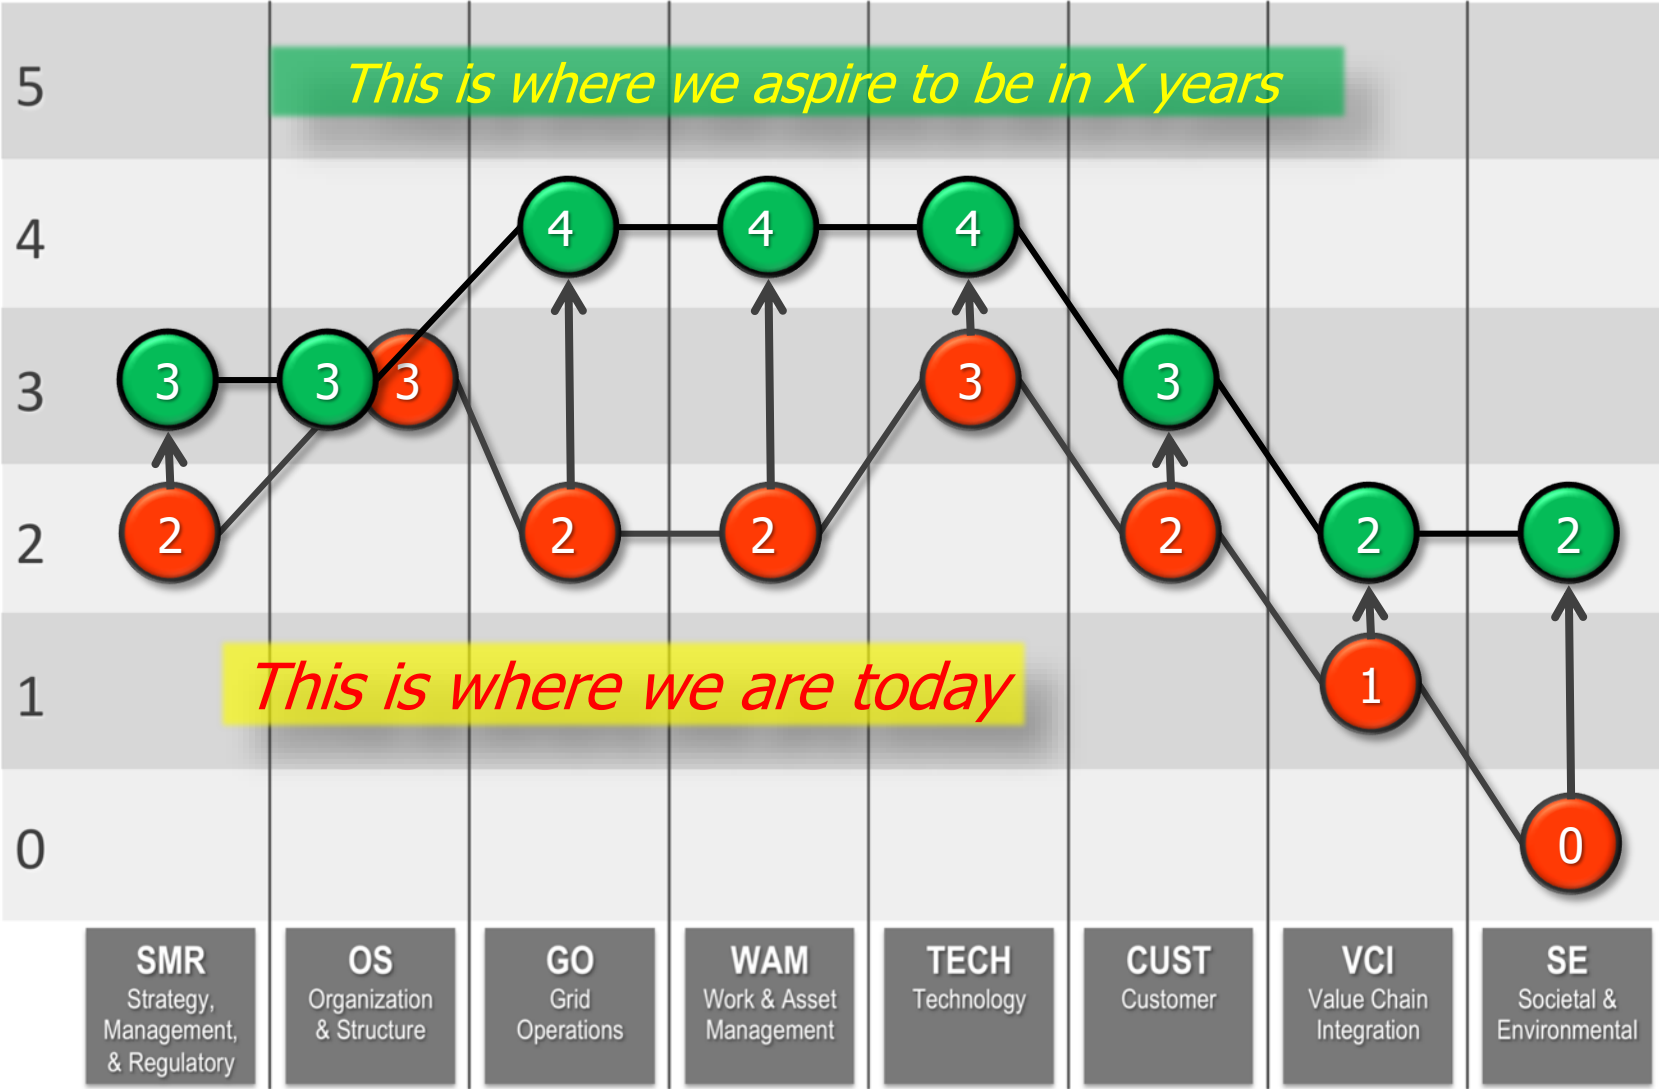 5
This is where we aspire to be in X years
4
4 4 4
3
3 3 3 3 3
2
2 2 2 2 2 2
This is where we are today
1
1
0
0
SMR
Strategy,
Management,
& Regulatory
OS
Organization
& Structure
GO
Grid
Operations
WAM
Work & Asset
Management
TECH
Technology
CUST
Customer
VCI
Value Chain
Integration
SE
Societal &
Environmental